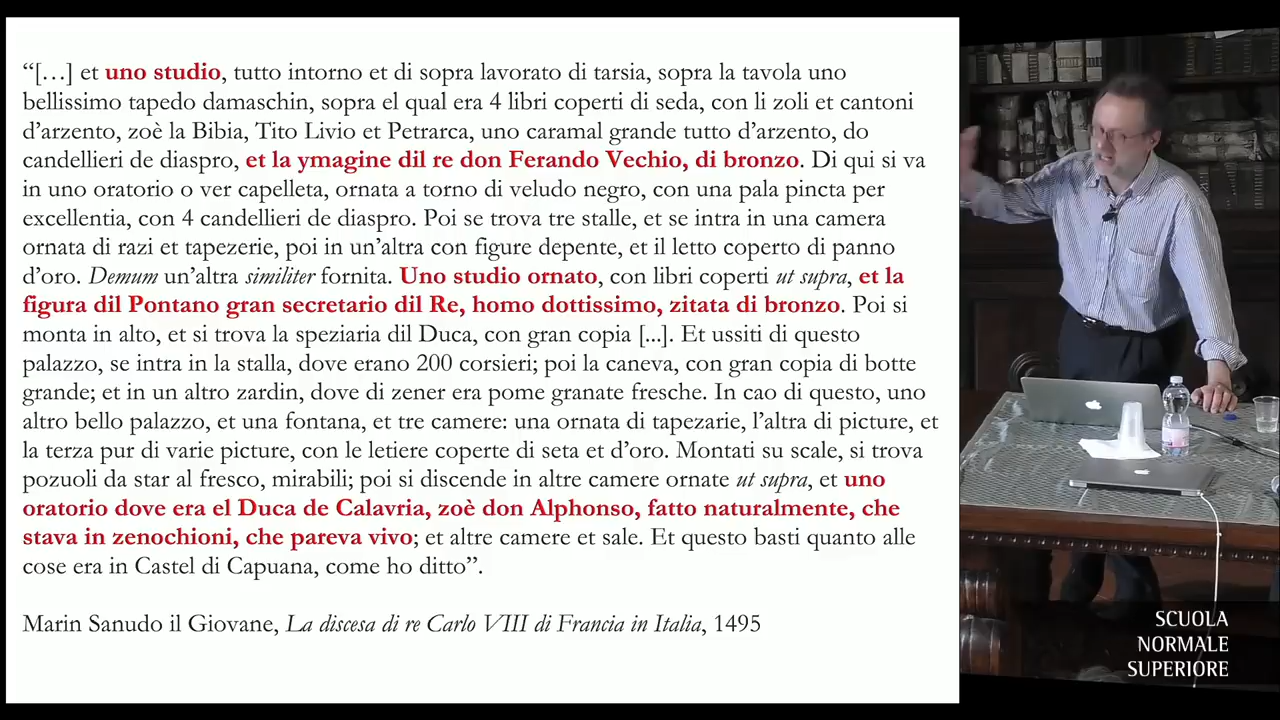 “[…] et uno studio, tutto intorno et di sopra lavorato di tarsia, sopra la tavola uno
bellissimo tapedo damaschin, sopra el qual era 4 libri coperti di seda, con li zoli et cantoni
d’arzento, zoè la Bibia, Tito Livio et Petrarca, uno caramal grande tutto d’arzento, do
candellieri de diaspro, et la ymagine dil re don Ferando Vechio, di bronzo. Di qui si va
in uno oratorio o ver capelleta, ornata a torno di veludo negro, con una pala pincta per
excellentia, con 4 candellieri de diaspro. Poi se trova tre stalle, et se intra in una camera
ornata di razi et tapezerie, poi in un’altra con figure depente, et il letto coperto di panno
d’oro. Demum un’altra similiter fornita. Uno studio ornato, con libri coperti ut supra, et la
figura dil Pontano gran secretario dil Re, homo dottissimo, zitata di bronzo. Poi si
monta in alto, et si trova la speziaria dil Duca, con gran copia [...]. Et ussiti di questo
palazzo, se intra in la stalla, dove erano 200 corsieri; poi la caneva, con gran copia di botte
grande; et in un altro zardin, dove di zener era pome granate fresche. In cao di questo, uno
altro bello palazzo, et una fontana, et tre camere: una ornata di tapezarie, l’altra di picture, et
la terza pur di varie picture, con le letiere coperte di seta et d’oro. Montati su scale, si trova
pozuoli da star al fresco, mirabili; poi si discende in altre camere ornate ut supra, et uno
oratorio dove era el Duca de Calavria, zoè don Alphonso, fatto naturalmente, che
stava in zenochioni, che pareva vivo; et altre camere et sale. Et questo basti quanto alle
cose era in Castel di Capuana, come ho ditto”.
Marin Sanudo il Giovane, La discesa di re Carlo VIII di Francia in Italia, 1495
SCUOLA
NORMALE
SUPERIORE